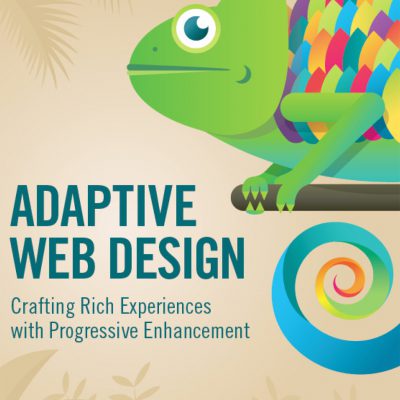 ADAPTIVE
WEB DESIGN
Crafting Rich Experiences
with Progressive Enhancement